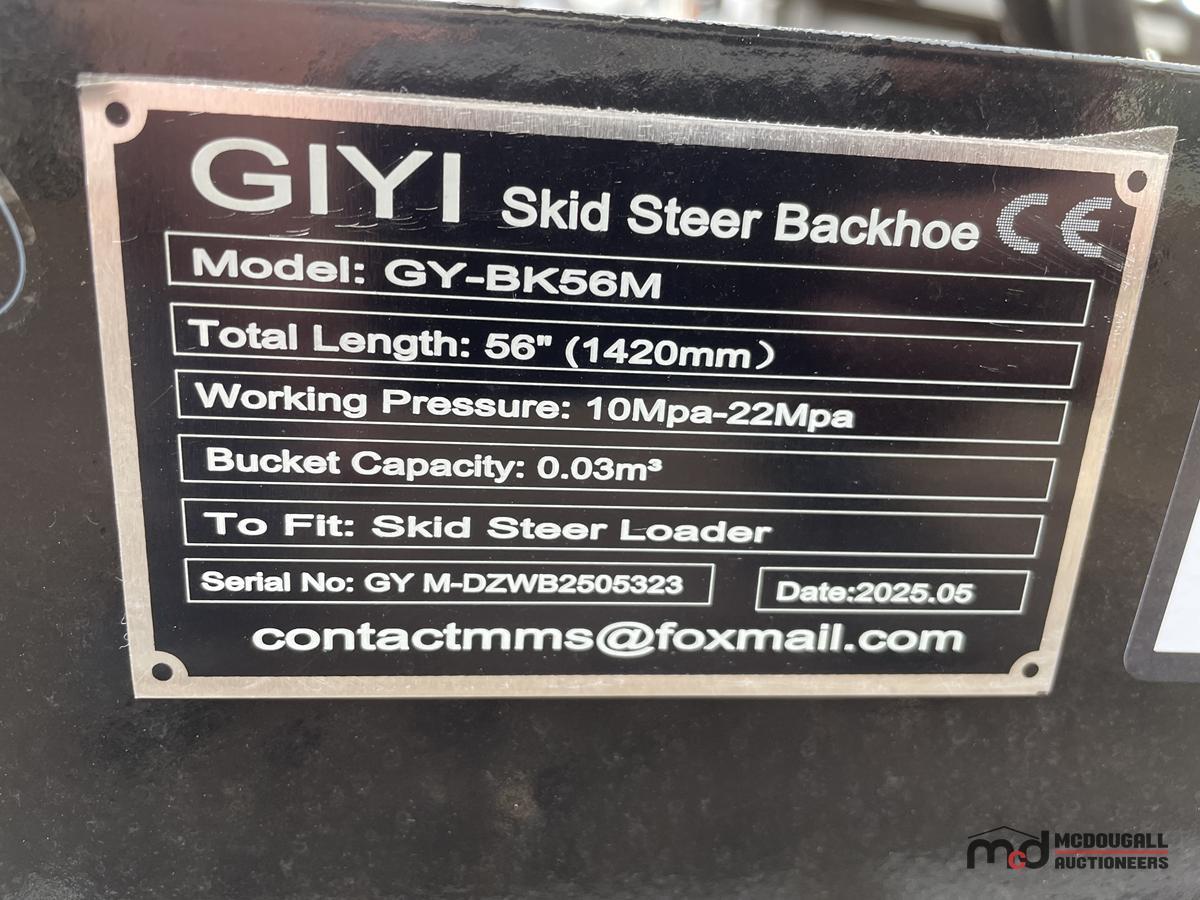 GIYI Skid Steer Backhoe CE
Model: GY-BK56M
Total Length: 56" (1420mm）
Working Pressure: 10Mpa-22Mpa
Bucket Capacity: 0.03m³
To Fit: Skid Steer Loader
Serial No: GY M-DZWB2505323 Date:2025.05
contactmms@foxmail.com
mcd MCDOUGALL
AUCTIONEERS